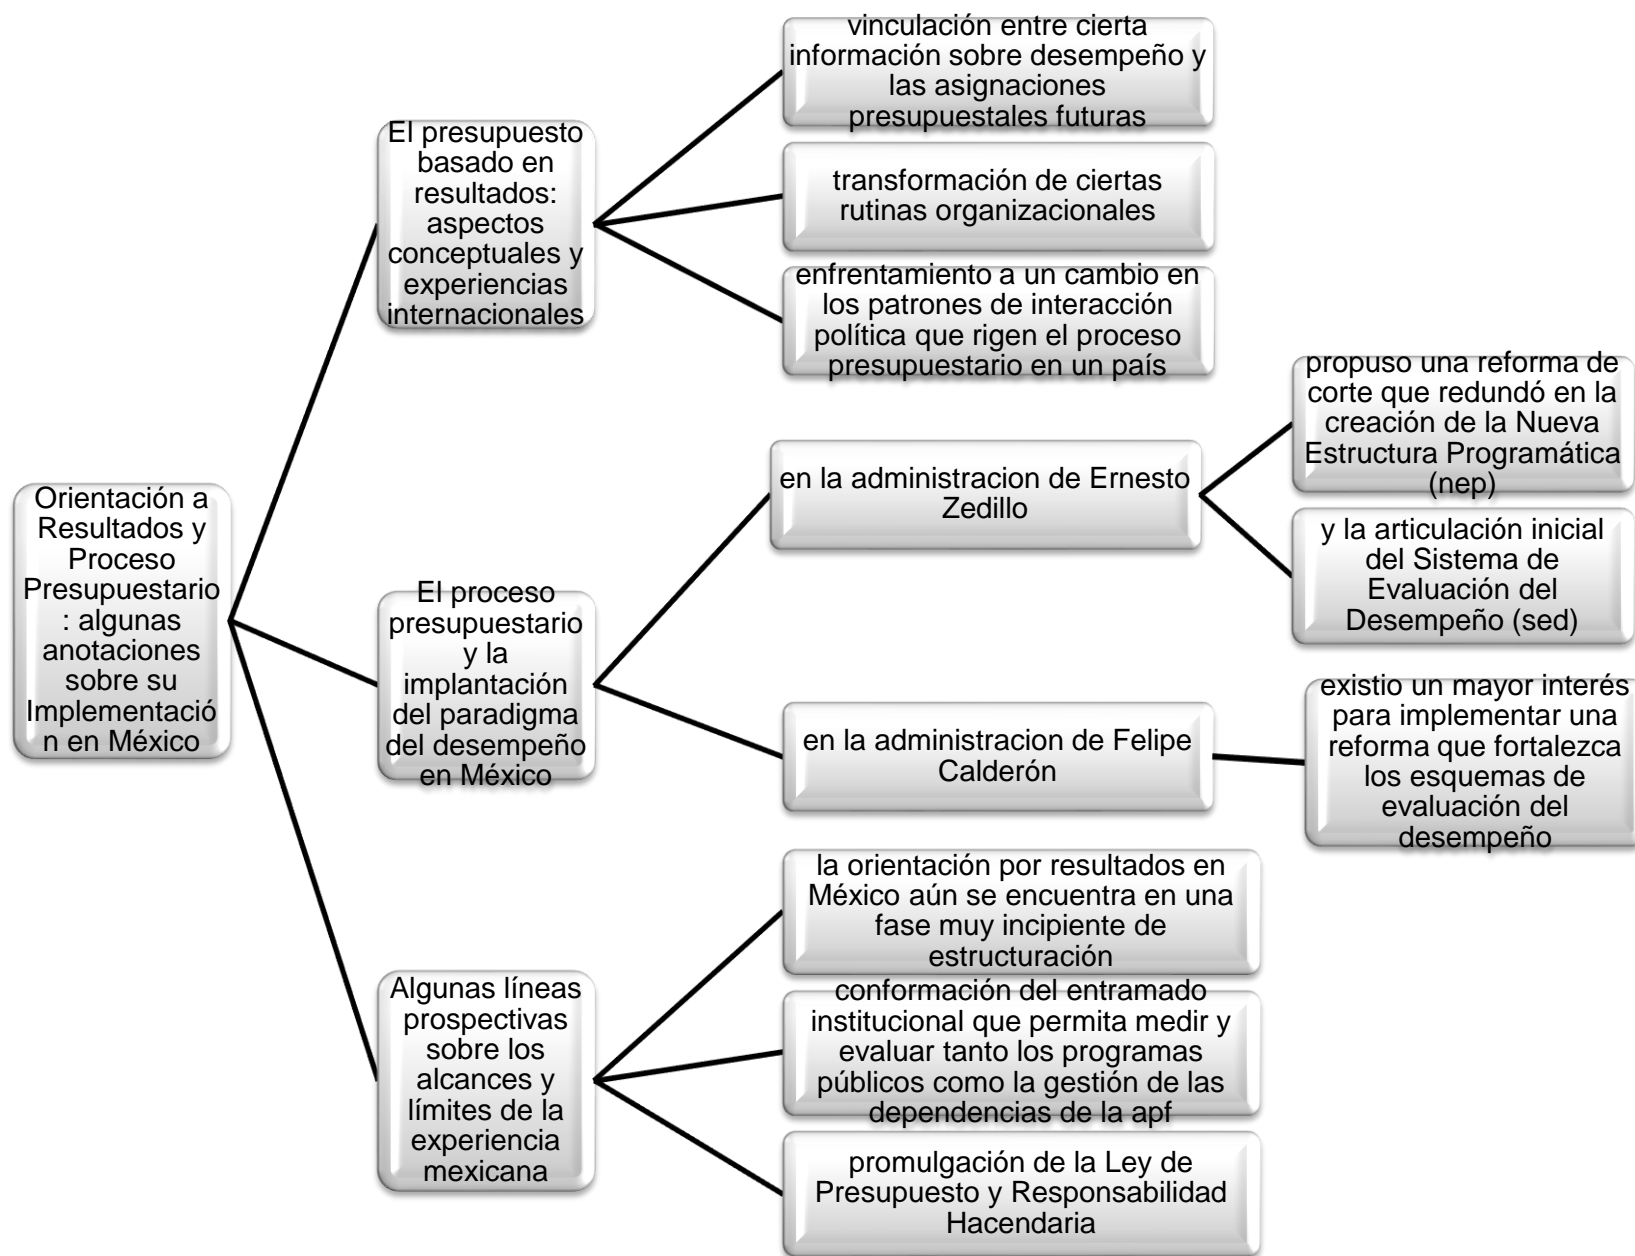 Orientación a
Resultados y
Proceso
Presupuestario
: algunas
anotaciones
sobre su
Implementació
n en México
El presupuesto
basado en
resultados:
aspectos
conceptuales y
experiencias
internacionales
vinculación entre cierta
información sobre desempeño y
las asignaciones
presupuestales futuras
transformación de ciertas
rutinas organizacionales
enfrentamiento a un cambio en
los patrones de interacción
política que rigen el proceso
presupuestario en un país
El proceso
presupuestario
y la
implantación
del paradigma
del desempeño
en México
en la administracion de Ernesto
Zedillo
propuso una reforma de
corte que redundó en la
creación de la Nueva
Estructura Programática
(nep)
y la articulación inicial
del Sistema de
Evaluación del
Desempeño (sed)
en la administracion de Felipe
Calderón
existio un mayor interés
para implementar una
reforma que fortalezca
los esquemas de
evaluación del
desempeño
Algunas líneas
prospectivas
sobre los
alcances y
límites de la
experiencia
mexicana
la orientación por resultados en
México aún se encuentra en una
fase muy incipiente de
estructuración
conformación del entramado
institucional que permita medir y
evaluar tanto los programas
públicos como la gestión de las
dependencias de la apf
promulgación de la Ley de
Presupuesto y Responsabilidad
Hacendaria